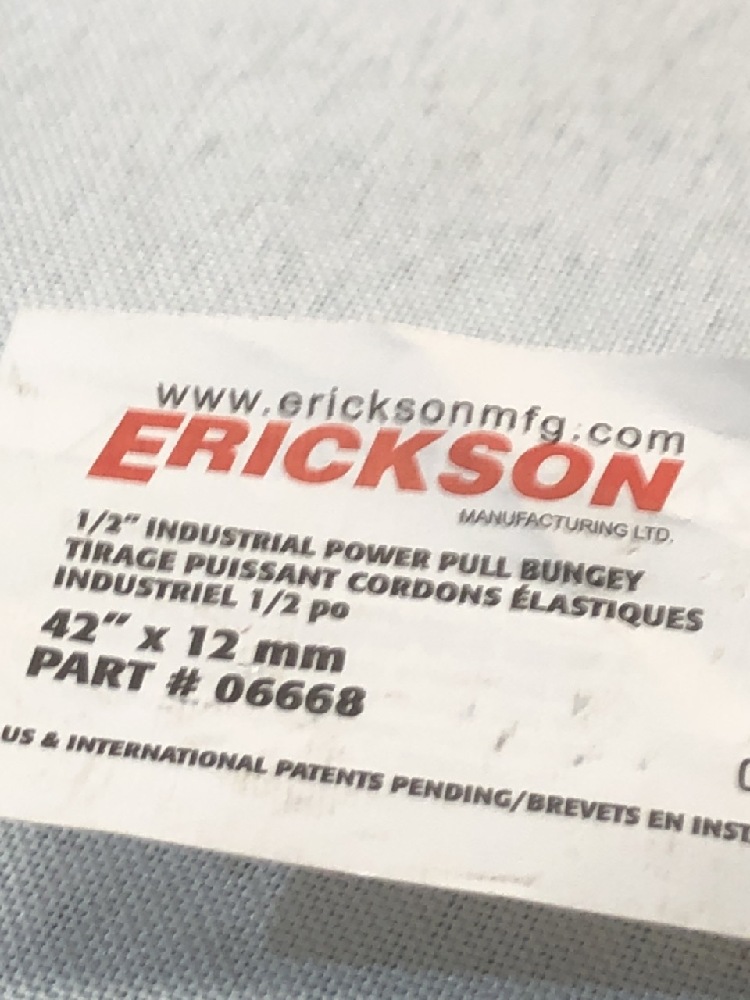 www.ericksonmfg.com
ERICKSON
MANUFACTURING LTD.
1/2" INDUSTRIAL POWER PULL BUNGEY
TIRAGE PUISSANT CORDONS ÉLASTIQUES
INDUSTRIEL 1/2 po
42" x 12 mm
PART # 06668
US & INTERNATIONAL PATENTS PENDING/BREVETS EN INST